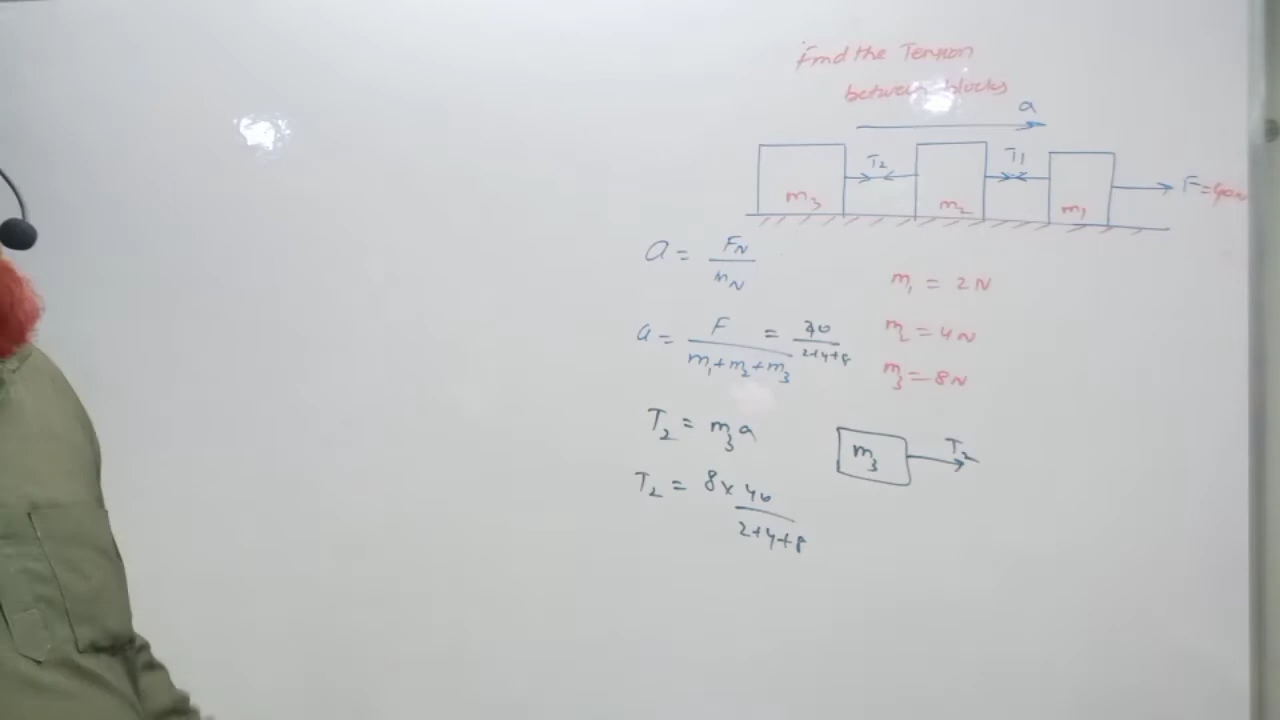 Find the Tension
between blocks
a
T2 T1
m3 m2 m1 F=40N
a = FN/mN
m1 = 2N
a = F/(m1+m2+m3) = 40/(2+4+8)
m2 = 4N
m3 = 8N
T2 = m3a
m3 T2
T2 = 8×40/(2+4+8)